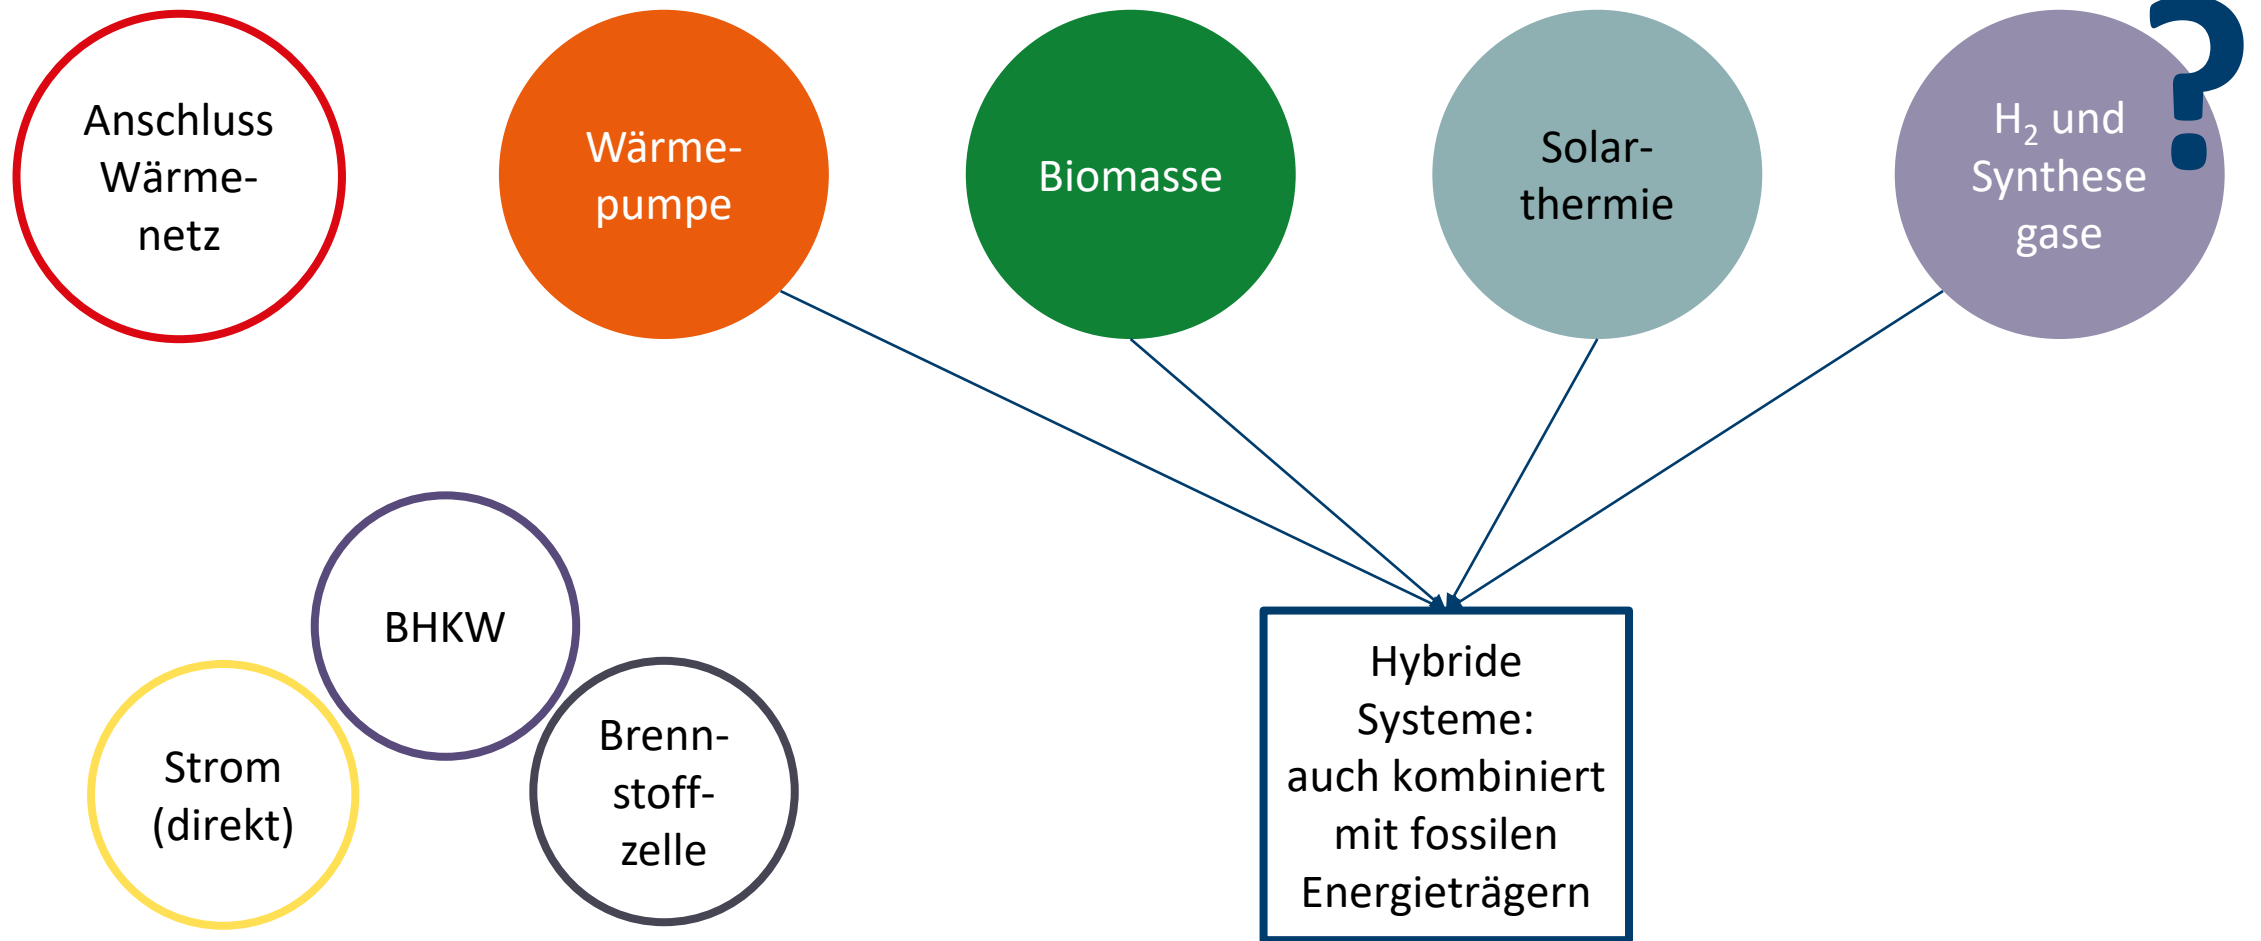 Anschluss
Wärme-
netz
Wärme-
pumpe
Biomasse
Solar-
thermie
H₂ und
Synthese
gase
?
BHKW
Strom
(direkt)
Brenn-
stoff-
zelle
Hybride
Systeme:
auch kombiniert
mit fossilen
Energieträgern